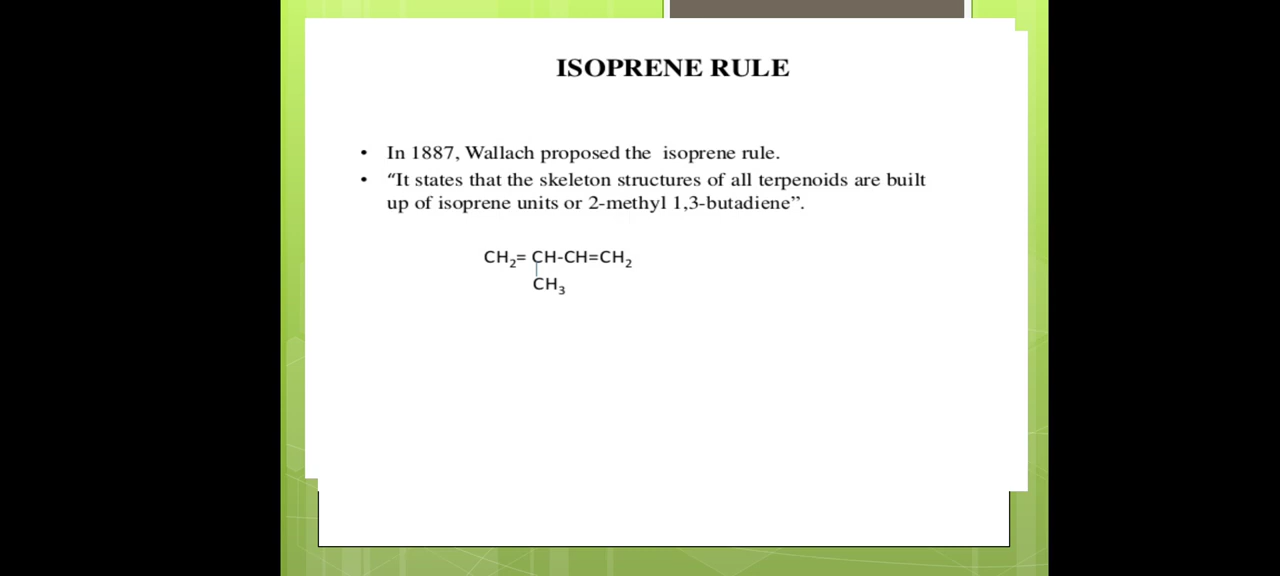 ISOPRENE RULE
• In 1887, Wallach proposed the isoprene rule.
• “It states that the skeleton structures of all terpenoids are built
up of isoprene units or 2-methyl 1,3-butadiene”.
CH₂= CH-CH=CH₂
CH₃